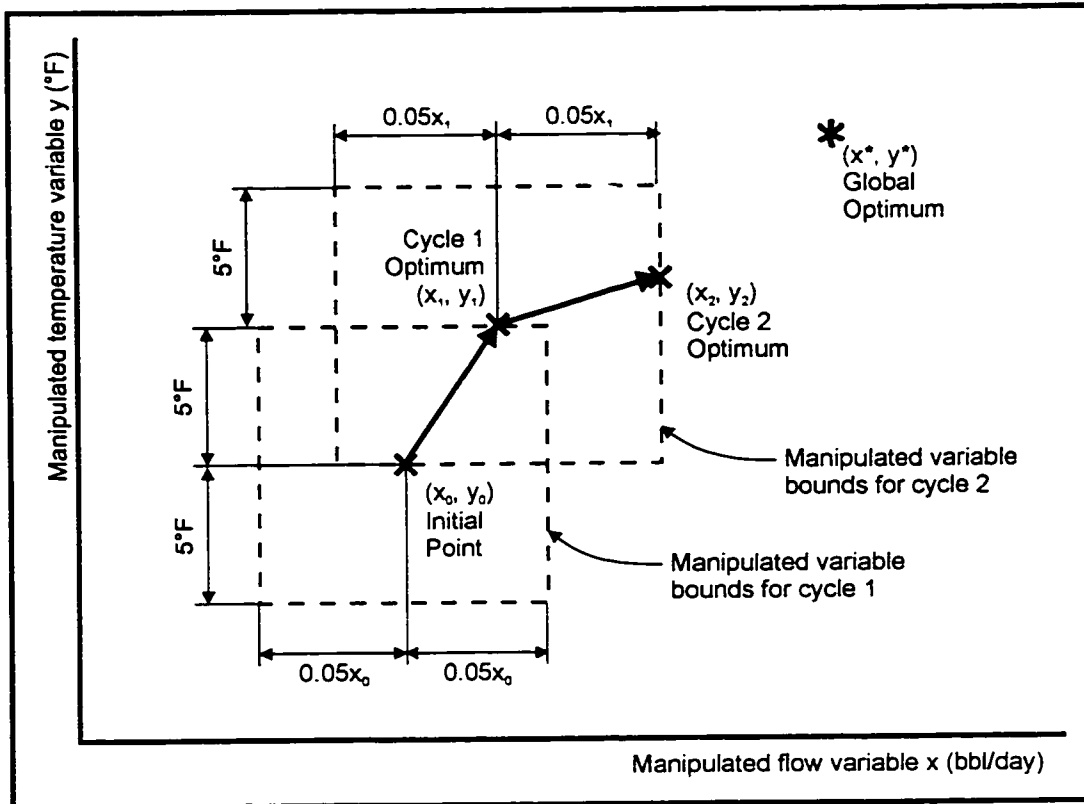 Manipulated temperature variable y (°F)
0.05x₁
0.05x₁
(x*, y*)
Global
Optimum
5°F
Cycle 1
Optimum
(x₁, y₁)
(x₂, y₂)
Cycle 2
Optimum
5°F
Manipulated variable
bounds for cycle 2
(x₀, y₀)
Initial
Point
5°F
Manipulated variable
bounds for cycle 1
0.05x₀
0.05x₀
Manipulated flow variable x (bbl/day)